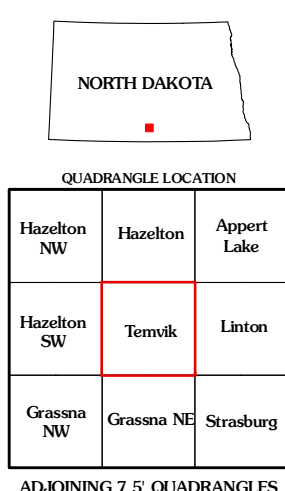 NORTH DAKOTA
QUADRANGLE LOCATION
Hazelton
NW
Hazelton
Appert
Lake
Hazelton
SW
Temvik
Linton
Grassna
NW
Grassna NE
Strasburg
ADJOINING 7.5' QUADRANGLES